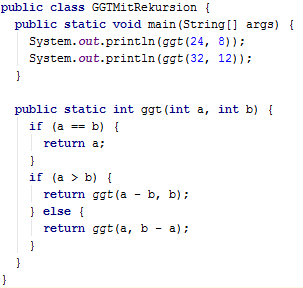 public class GGTMitRekursion {
public static void main(String[] args) {
System.out.println(ggt(24, 8));
System.out.println(ggt(32, 12));
}
public static int ggt(int a, int b) {
if (a == b) {
return a;
}
if (a > b) {
return ggt(a - b, b);
} else {
return ggt(a, b - a);
}
}
}